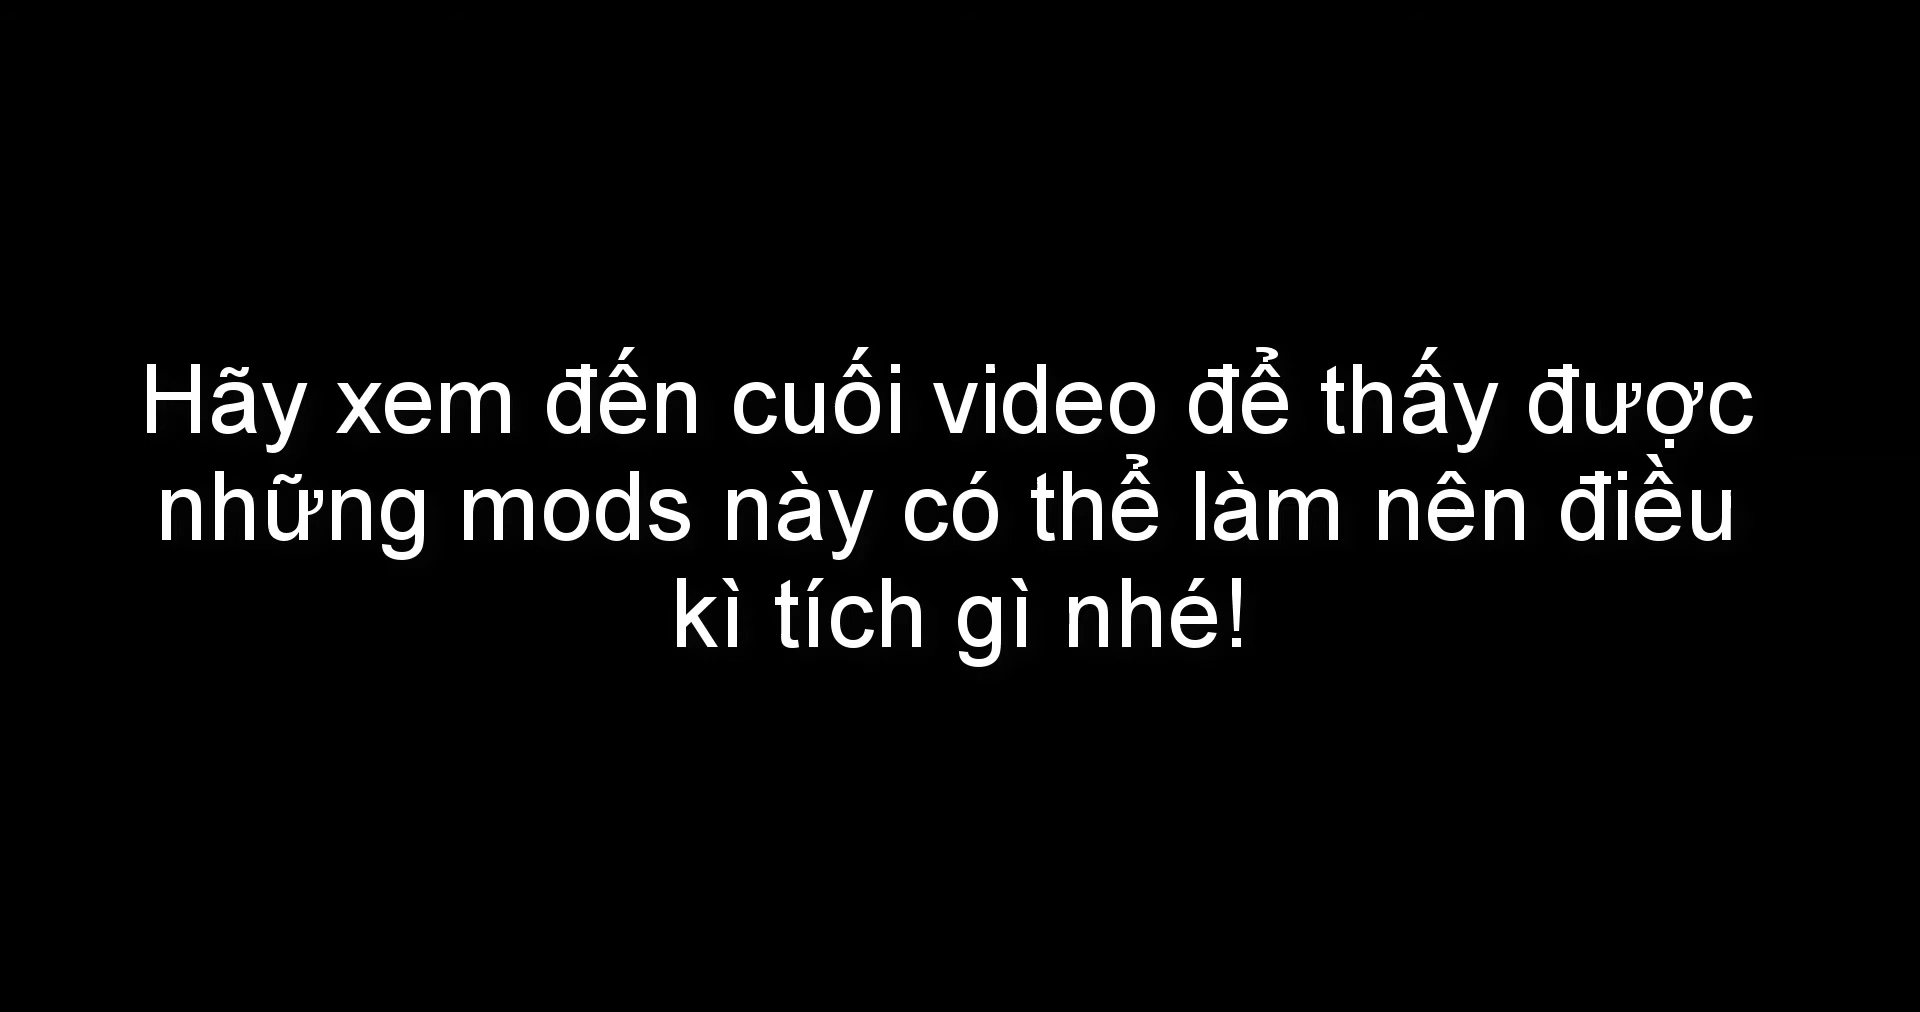 Hãy xem đến cuối video để thấy được
những mods này có thể làm nên điều
kì tích gì nhé!